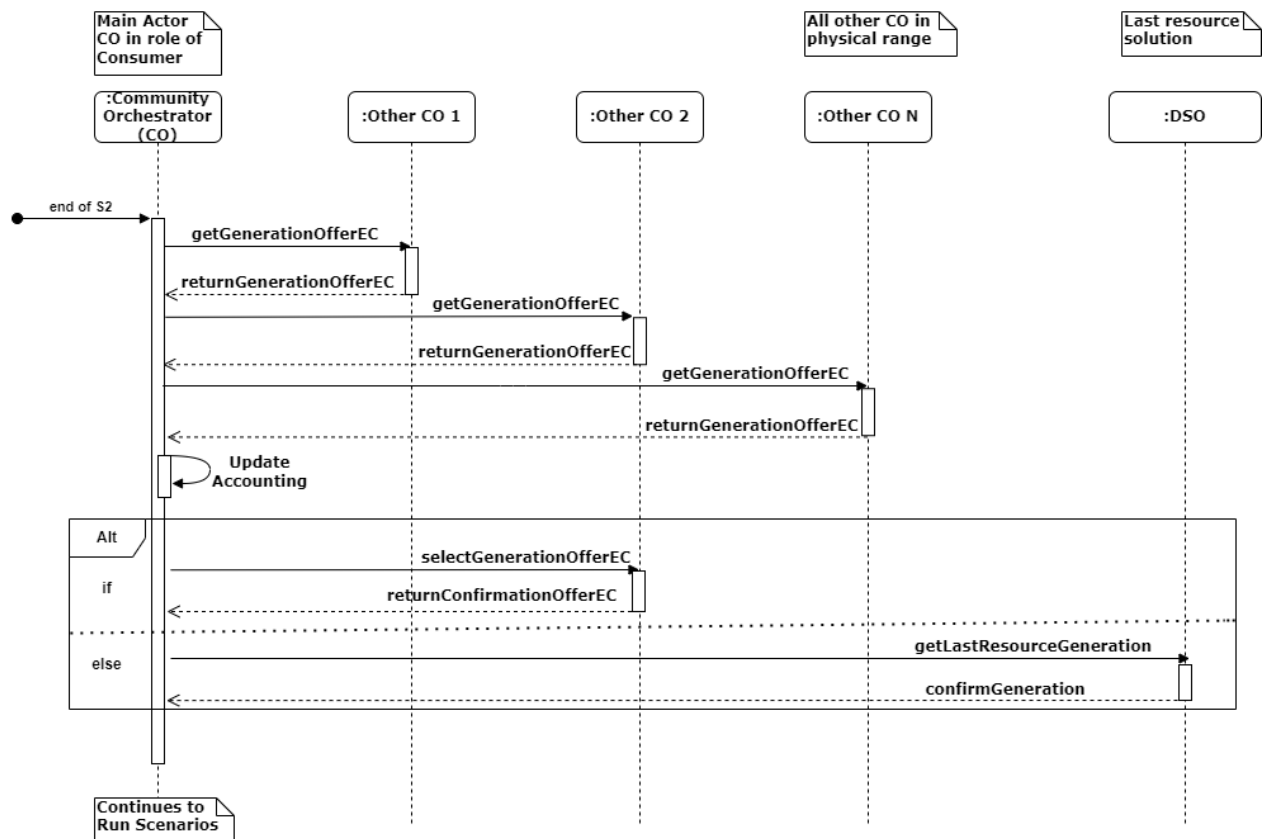 Main Actor
CO in role of
Consumer
All other CO in
physical range
Last resource
solution
:Community
Orchestrator
(CO)
:Other CO 1
:Other CO 2
:Other CO N
:DSO
end of S2
getGenerationOfferEC
returnGenerationOfferEC
getGenerationOfferEC
returnGenerationOfferEC
getGenerationOfferEC
returnGenerationOfferEC
Update
Accounting
Alt
selectGenerationOfferEC
if
returnConfirmationOfferEC
getLastResourceGeneration
else
confirmGeneration
Continues to
Run Scenarios